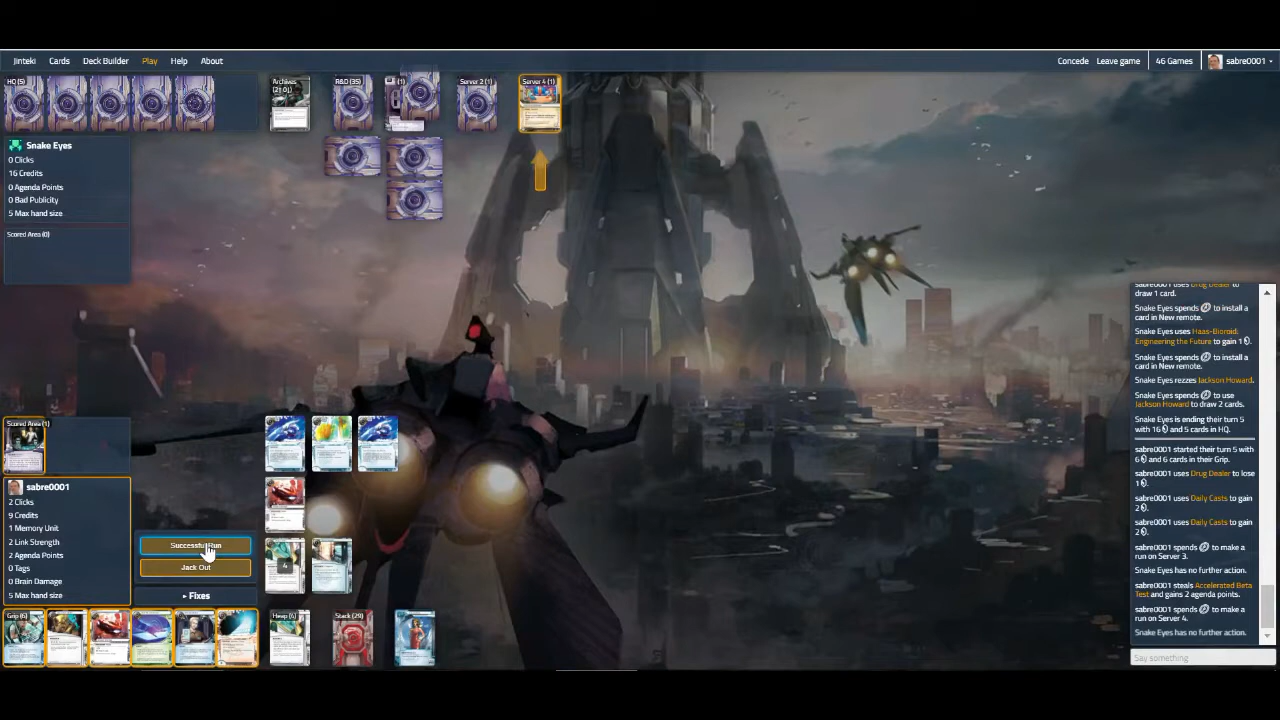 Jinteki Cards Deck Builder Play Help About
Concede Leave game 46 Games sabre0001
HQ (5)
Archives
R&D (35)
(1)
Server 2 (1)
Server 4 (1)
Snake Eyes
0 Clicks
16 Credits
0 Agenda Points
0 Bad Publicity
5 Max hand size
Scored Area (0)
Scored Area (1)
sabre0001
2 Clicks
9 Credits
1 Memory Unit
2 Link Strength
2 Agenda Points
0 Tags
0 Brain Damage
5 Max hand size
Successful Run
Jack Out
Fixes
4
Grip (6)
Heap (6)
Stack (29)
sabre0001 uses Drug Dealer to
draw 1 card.
Snake Eyes spends to install a
card in New remote.
Snake Eyes uses Haas-Bioroid:
Engineering the Future to gain 1
Snake Eyes spends to install a
card in New remote.
Snake Eyes rezzes Jackson Howard.
Snake Eyes spends to use
Jackson Howard to draw 2 cards.
Snake Eyes is ending their turn 5
with 16 and 5 cards in HQ.
sabre0001 started their turn 5 with
6 and 6 cards in their Grip.
sabre0001 uses Drug Dealer to lose
1
sabre0001 uses Daily Casts to gain
2
sabre0001 uses Daily Casts to gain
2
sabre0001 spends to make a
run on Server 3.
Snake Eyes has no further action.
sabre0001 steals Accelerated Beta
Test and gains 2 agenda points.
sabre0001 spends to make a
run on Server 4.
Snake Eyes has no further action.
Say something